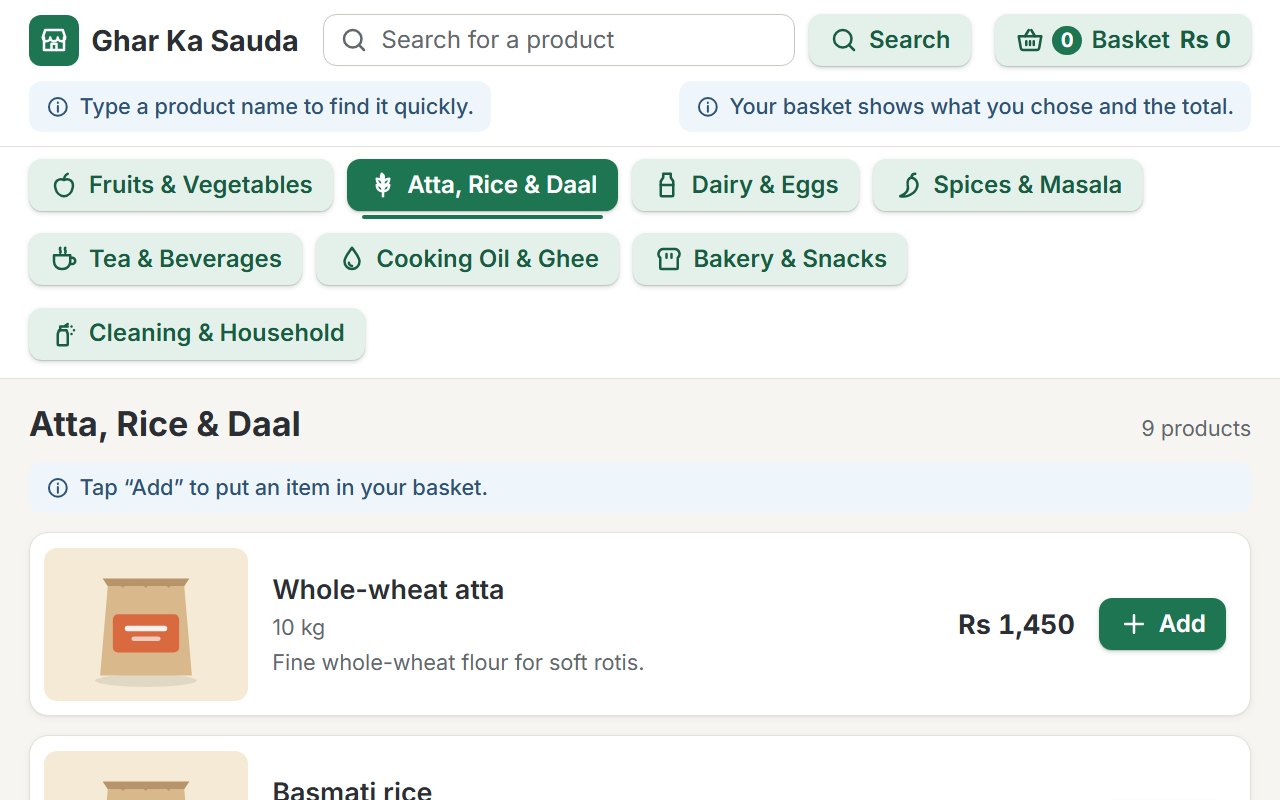 Ghar Ka Sauda
Search for a product
Search
0 Basket Rs 0
Type a product name to find it quickly.
Your basket shows what you chose and the total.
Fruits & Vegetables
Atta, Rice & Daal
Dairy & Eggs
Spices & Masala
Tea & Beverages
Cooking Oil & Ghee
Bakery & Snacks
Cleaning & Household
Atta, Rice & Daal
9 products
Tap “Add” to put an item in your basket.
Whole-wheat atta
10 kg
Fine whole-wheat flour for soft rotis.
Rs 1,450
Add
Basmati rice